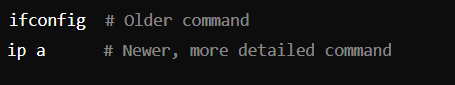 ifconfig  # Older command
ip a      # Newer, more detailed command